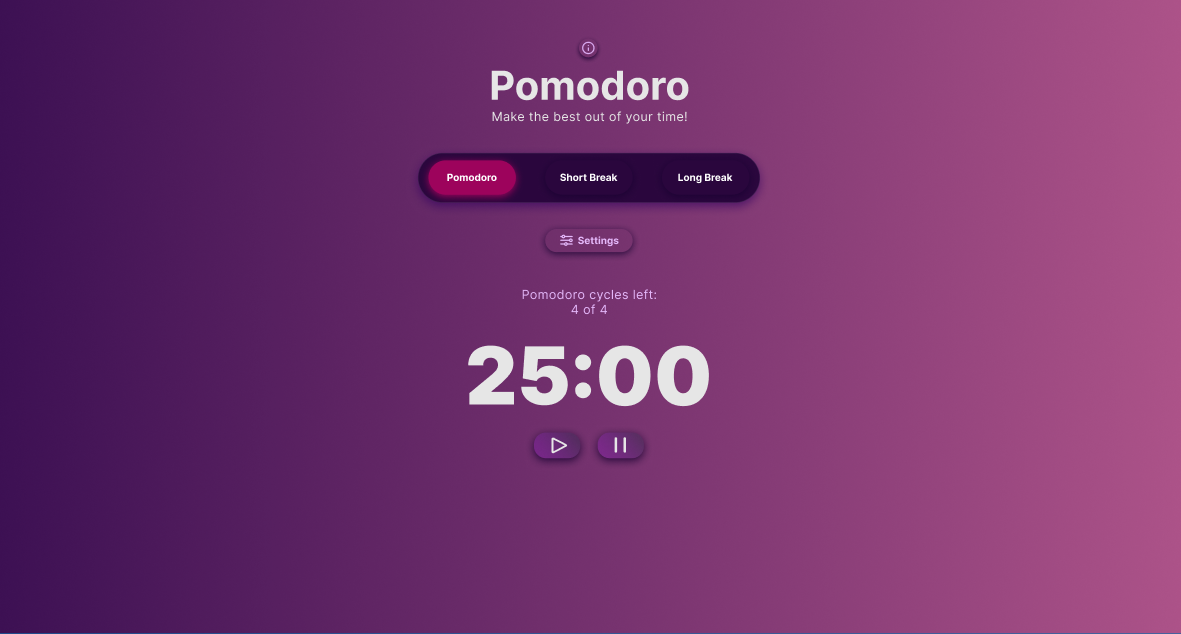 Pomodoro
Make the best out of your time!
Pomodoro Short Break Long Break
Settings
Pomodoro cycles left:
4 of 4
25:00